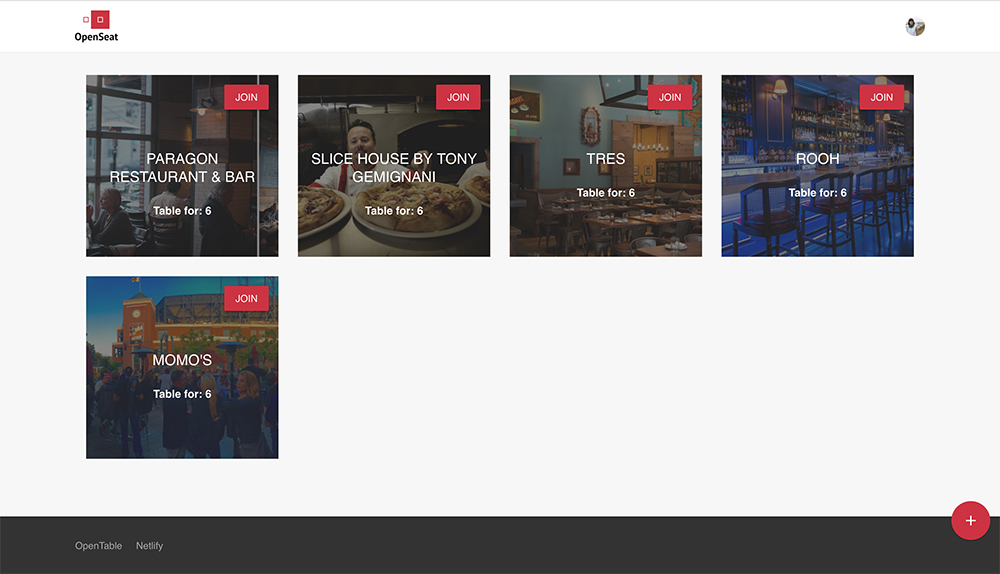 OpenSeat
JOIN
PARAGON
RESTAURANT & BAR
Table for: 6
JOIN
SLICE HOUSE BY TONY
GEMIGNANI
Table for: 6
JOIN
TRES
Table for: 6
JOIN
ROOH
Table for: 6
JOIN
MOMO'S
Table for: 6
+
OpenTable Netlify